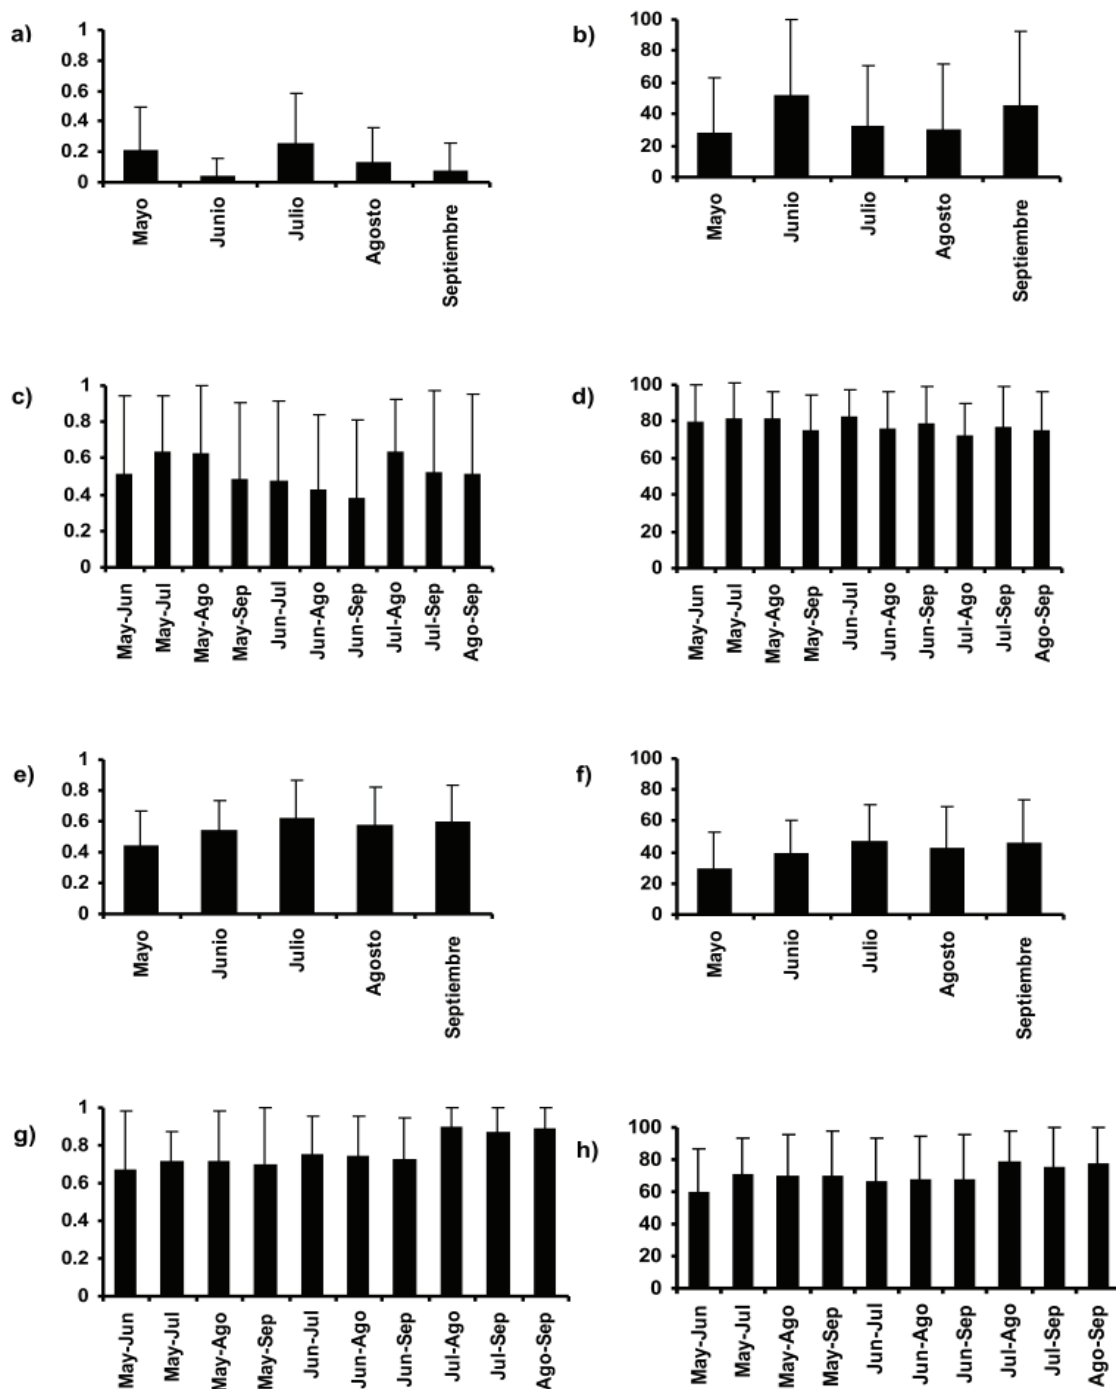 a)
1
0.8
0.6
0.4
0.2
0
Mayo
Junio
Julio
Agosto
Septiembre
b)
100
80
60
40
20
0
Mayo
Junio
Julio
Agosto
Septiembre
c)
1
0.8
0.6
0.4
0.2
0
May-Jun
May-Jul
May-Ago
May-Sep
Jun-Jul
Jun-Ago
Jun-Sep
Jul-Ago
Jul-Sep
Ago-Sep
d)
100
80
60
40
20
0
May-Jun
May-Jul
May-Ago
May-Sep
Jun-Jul
Jun-Ago
Jun-Sep
Jul-Ago
Jul-Sep
Ago-Sep
e)
1
0.8
0.6
0.4
0.2
0
Mayo
Junio
Julio
Agosto
Septiembre
f)
100
80
60
40
20
0
Mayo
Junio
Julio
Agosto
Septiembre
g)
1
0.8
0.6
0.4
0.2
0
May-Jun
May-Jul
May-Ago
May-Sep
Jun-Jul
Jun-Ago
Jun-Sep
Jul-Ago
Jul-Sep
Ago-Sep
h)
100
80
60
40
20
0
May-Jun
May-Jul
May-Ago
May-Sep
Jun-Jul
Jun-Ago
Jun-Sep
Jul-Ago
Jul-Sep
Ago-Sep